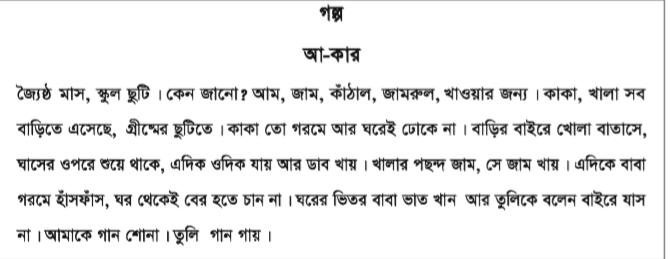 গল্প
আ-কার
জ্যৈষ্ঠ মাস, স্কুল ছুটি । কেন জানো? আম, জাম, কাঁঠাল, জামরুল, খাওয়ার জন্য । কাকা, খালা সব
বাড়িতে এসেছে, গ্রীষ্মের ছুটিতে । কাকা তো গরমে আর ঘরেই ঢোকে না । বাড়ির বাইরে খোলা বাতাসে,
ঘাসের ওপরে শুয়ে থাকে, এদিক ওদিক যায় আর ডাব খায় । খালার পছন্দ জাম, সে জাম খায় । এদিকে বাবা
গরমে হাঁসফাঁস, ঘর থেকেই বের হতে চান না । ঘরের ভিতর বাবা ভাত খান আর তুলিকে বলেন বাইরে যাস
না । আমাকে গান শোনা । তুলি গান গায় ।